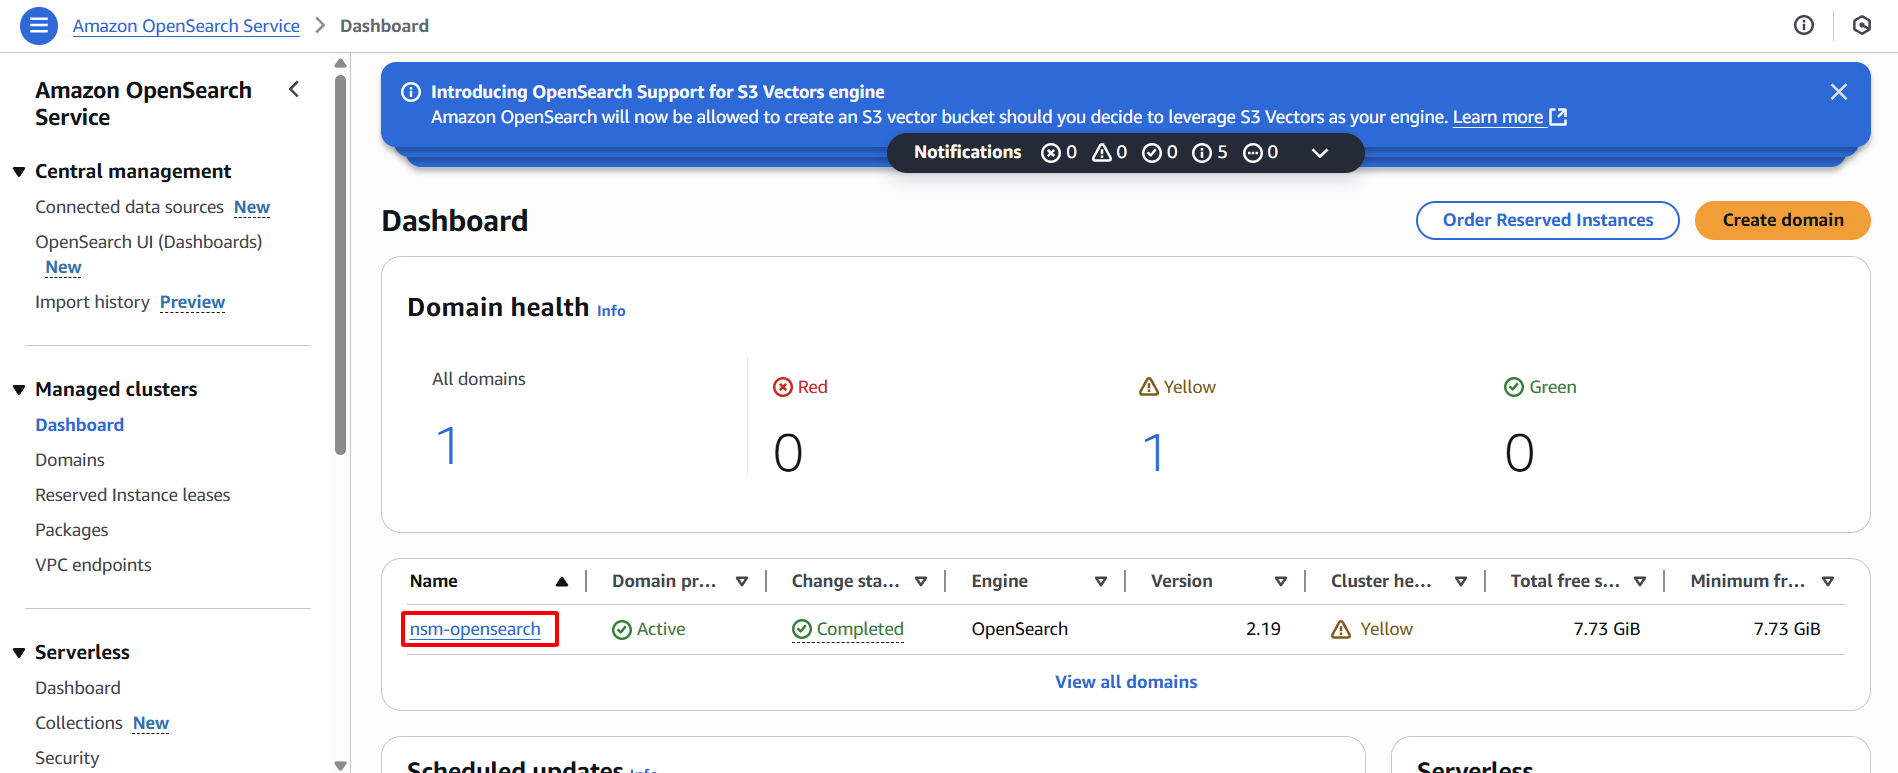 Amazon OpenSearch Service > Dashboard
Amazon OpenSearch
Service
Central management
Connected data sources New
OpenSearch UI (Dashboards)
New
Import history Preview
Managed clusters
Dashboard
Domains
Reserved Instance leases
Packages
VPC endpoints
Serverless
Dashboard
Collections New
Security
Introducing OpenSearch Support for S3 Vectors engine
Amazon OpenSearch will now be allowed to create an S3 vector bucket should you decide to leverage S3 Vectors as your engine. Learn more
Notifications 0 0 0 5 0
Dashboard
Order Reserved Instances
Create domain
Domain health Info
All domains
1
Red
0
Yellow
1
Green
0
Name Domain pr... Change sta... Engine Version Cluster he... Total free s... Minimum fr...
nsm-opensearch Active Completed OpenSearch 2.19 Yellow 7.73 GiB 7.73 GiB
View all domains
Scheduled updates Info
Serverless